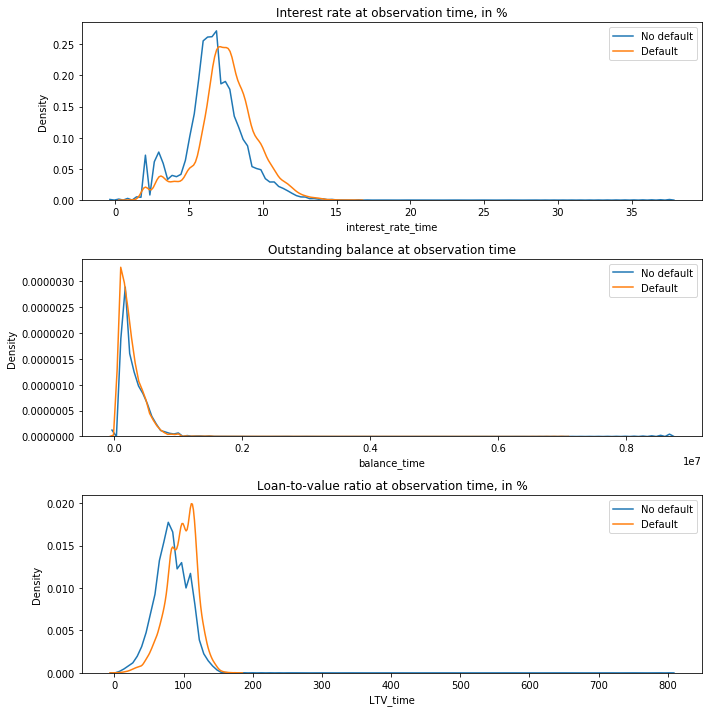 Interest rate at observation time, in %
No default
Default
0.25
0.20
0.15
0.10
0.05
0.00
Density
0 5 10 15 20 25 30 35
interest_rate_time
Outstanding balance at observation time
No default
Default
0.0000030
0.0000025
0.0000020
0.0000015
0.0000010
0.0000005
0.0000000
Density
0.0 0.2 0.4 0.6 0.8
1e7
balance_time
Loan-to-value ratio at observation time, in %
No default
Default
0.020
0.015
0.010
0.005
0.000
Density
0 100 200 300 400 500 600 700 800
LTV_time